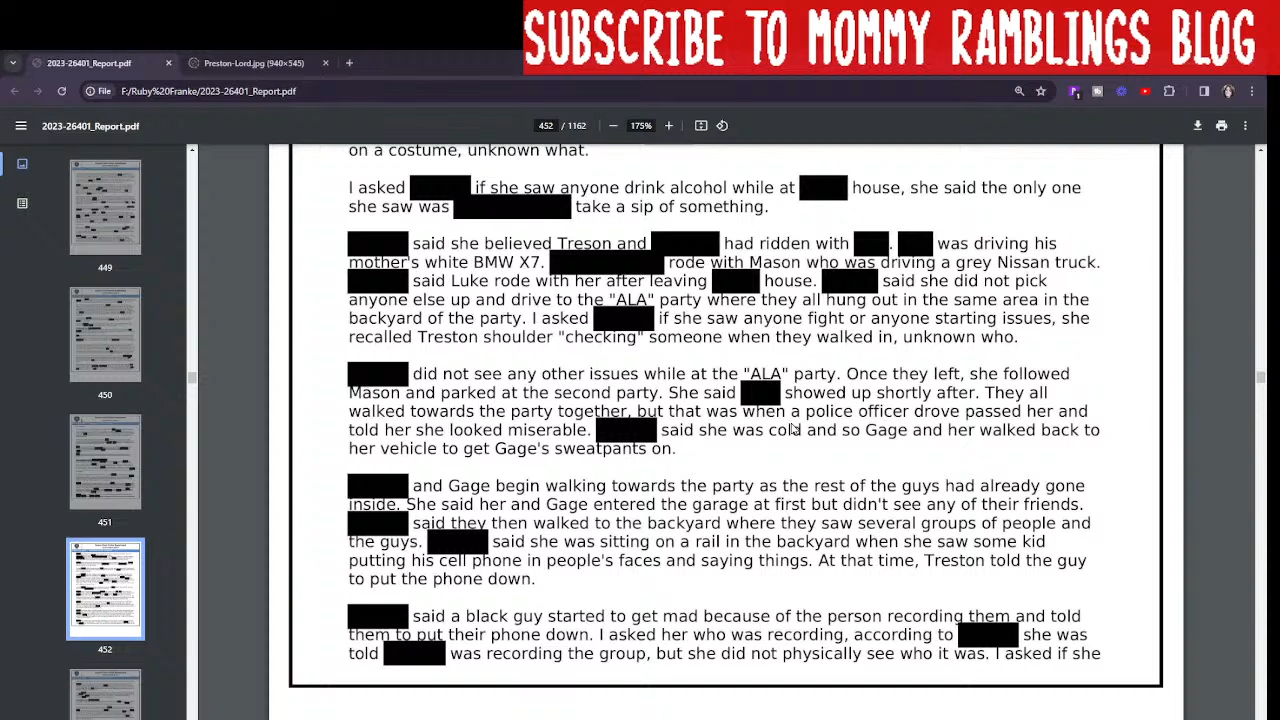 SUBSCRIBE TO MOMMY RAMBLINGS BLOG
2023-26401_Report.pdf
Preston-Lord.jpg (940×545)
File F:/Ruby%20Franke/2023-26401_Report.pdf
2023-26401_Report.pdf
452 / 1162
175%
449
450
451
452
on a costume, unknown what.
I asked if she saw anyone drink alcohol while at house, she said the only one
she saw was take a sip of something.
said she believed Treson and had ridden with . was driving his
mother's white BMW X7. rode with Mason who was driving a grey Nissan truck.
said Luke rode with her after leaving house. said she did not pick
anyone else up and drive to the "ALA" party where they all hung out in the same area in the
backyard of the party. I asked if she saw anyone fight or anyone starting issues, she
recalled Treston shoulder "checking" someone when they walked in, unknown who.
did not see any other issues while at the "ALA" party. Once they left, she followed
Mason and parked at the second party. She said showed up shortly after. They all
walked towards the party together, but that was when a police officer drove passed her and
told her she looked miserable. said she was cold and so Gage and her walked back to
her vehicle to get Gage's sweatpants on.
and Gage begin walking towards the party as the rest of the guys had already gone
inside. She said her and Gage entered the garage at first but didn't see any of their friends.
said they then walked to the backyard where they saw several groups of people and
the guys. said she was sitting on a rail in the backyard when she saw some kid
putting his cell phone in people's faces and saying things. At that time, Treston told the guy
to put the phone down.
said a black guy started to get mad because of the person recording them and told
them to put their phone down. I asked her who was recording, according to she was
told was recording the group, but she did not physically see who it was. I asked if she